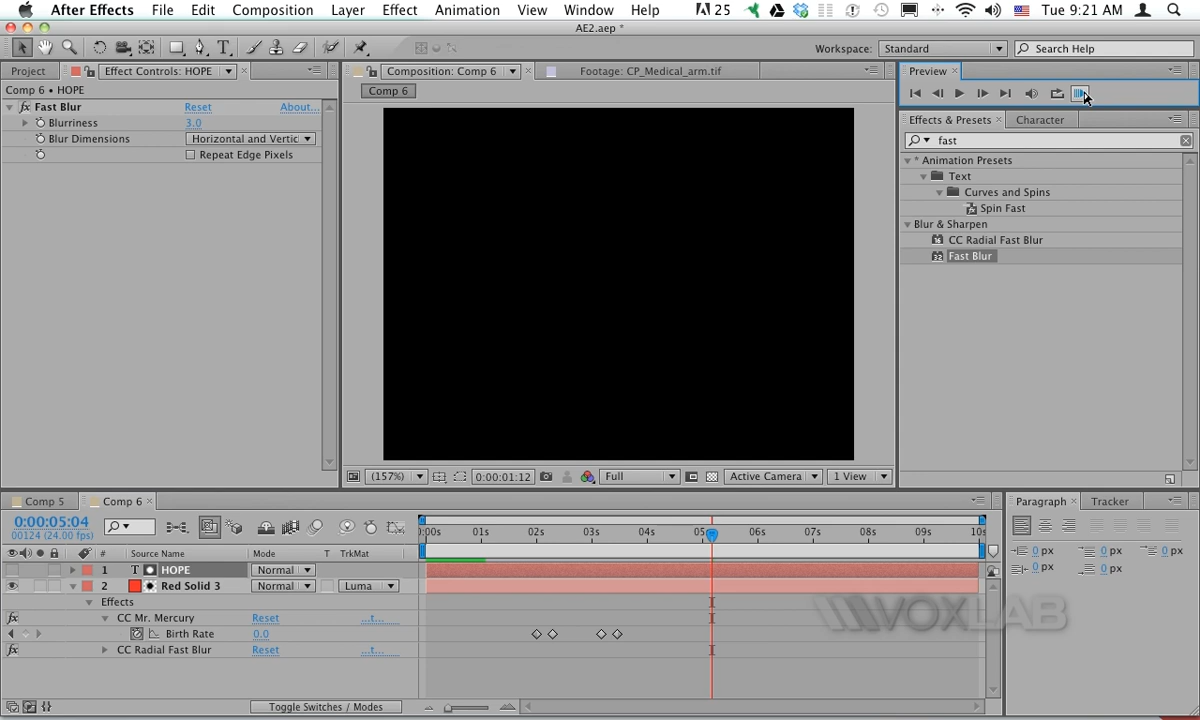 After Effects File Edit Composition Layer Effect Animation View Window Help 25 Tue 9:21 AM
AE2.aep *
T Workspace: Standard Search Help
Project Effect Controls: HOPE Composition: Comp 6 Footage: CP_Medical_arm.tif Preview
Comp 6 • HOPE Comp 6
fx Fast Blur Reset About...
Blurriness 3.0
Blur Dimensions Horizontal and Vertic
Repeat Edge Pixels
Effects & Presets Character
fast
* Animation Presets
Text
Curves and Spins
Spin Fast
Blur & Sharpen
CC Radial Fast Blur
Fast Blur
(157%) 0:00:01:12 Full Active Camera 1 View
Comp 5 Comp 6 Paragraph Tracker
0:00:05:04
00124 (24.00 fps)
0:00s 01s 02s 03s 04s 05s 06s 07s 08s 09s 10s
# Source Name Mode T TrkMat
1 T HOPE Normal
2 Red Solid 3 Normal Luma
Effects
fx CC Mr. Mercury Reset ...t...
Birth Rate 0.0
fx CC Radial Fast Blur Reset ...t...
Toggle Switches / Modes
0 px 0 px 0 px
0 px 0 px
VOXLAB